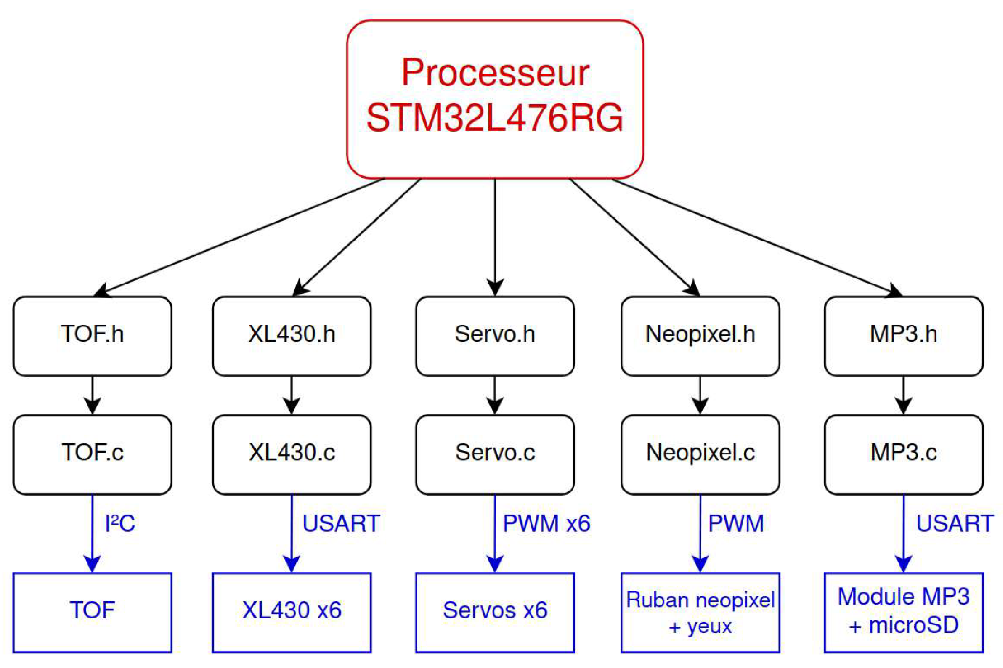 Processeur
STM32L476RG
TOF.h
XL430.h
Servo.h
Neopixel.h
MP3.h
TOF.c
XL430.c
Servo.c
Neopixel.c
MP3.c
I²C
USART
PWM x6
PWM
USART
TOF
XL430 x6
Servos x6
Ruban neopixel
+ yeux
Module MP3
+ microSD